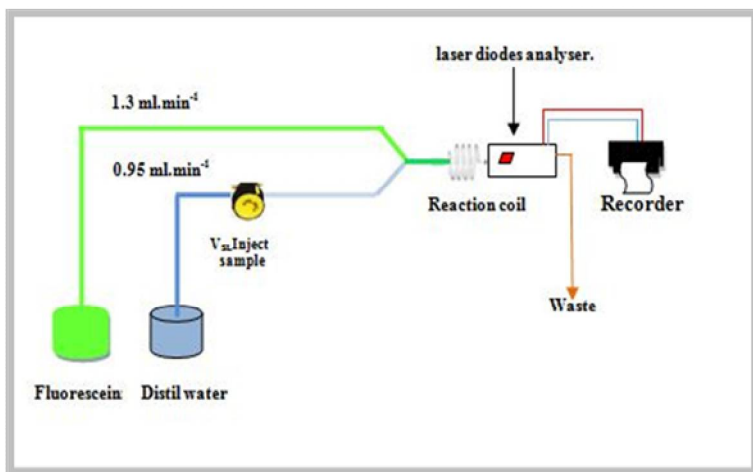 laser diodes analyser.
1.3 ml.min-1
0.95 ml.min-1
Reaction coil
Recorder
Inject
sample
Waste
Fluorescein
Distil water